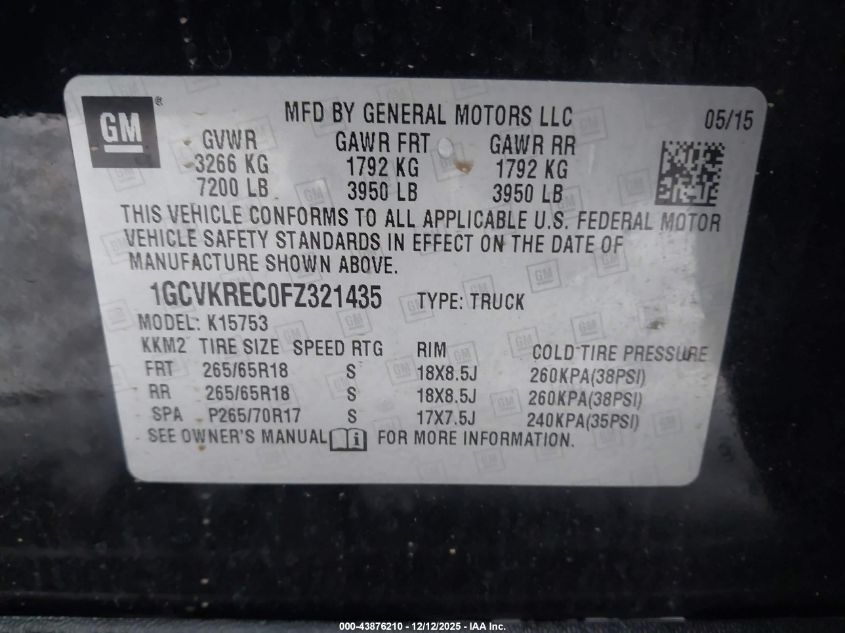 GM®
MFD BY GENERAL MOTORS LLC 05/15
GVWR GAWR FRT GAWR RR
3266 KG 1792 KG 1792 KG
7200 LB 3950 LB 3950 LB
THIS VEHICLE CONFORMS TO ALL APPLICABLE U.S. FEDERAL MOTOR
VEHICLE SAFETY STANDARDS IN EFFECT ON THE DATE OF
MANUFACTURE SHOWN ABOVE.
1GCVKREC0FZ321435 TYPE: TRUCK
MODEL: K15753
KKM2 TIRE SIZE SPEED RTG RIM COLD TIRE PRESSURE
FRT 265/65R18 S 18X8.5J 260KPA(38PSI)
RR 265/65R18 S 18X8.5J 260KPA(38PSI)
SPA P265/70R17 S 17X7.5J 240KPA(35PSI)
SEE OWNER'S MANUAL i FOR MORE INFORMATION.
000-43876210 - 12/12/2025 - IAA Inc.